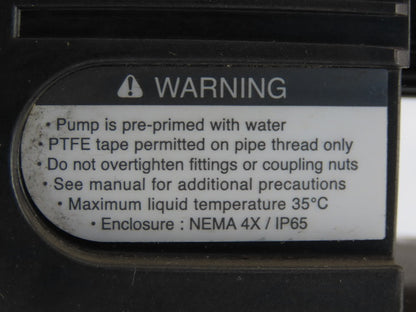 ⚠ WARNING
• Pump is pre-primed with water
• PTFE tape permitted on pipe thread only
• Do not overtighten fittings or coupling nuts
• See manual for additional precautions
• Maximum liquid temperature 35°C
• Enclosure : NEMA 4X / IP65